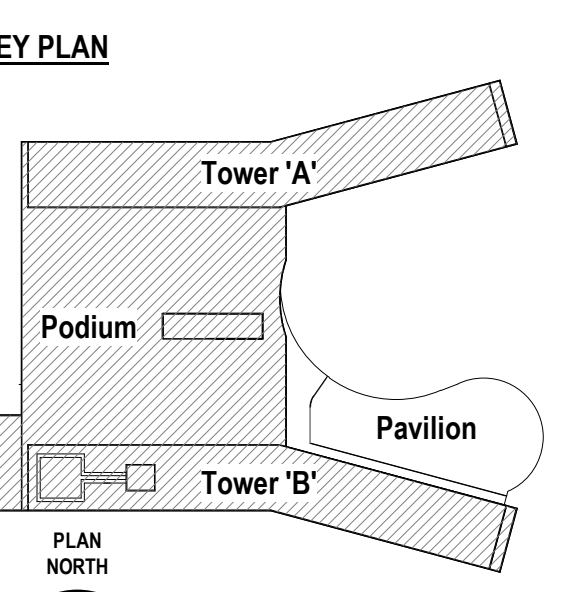 EY PLAN
Tower 'A'
Podium
Pavilion
Tower 'B'
PLAN
NORTH